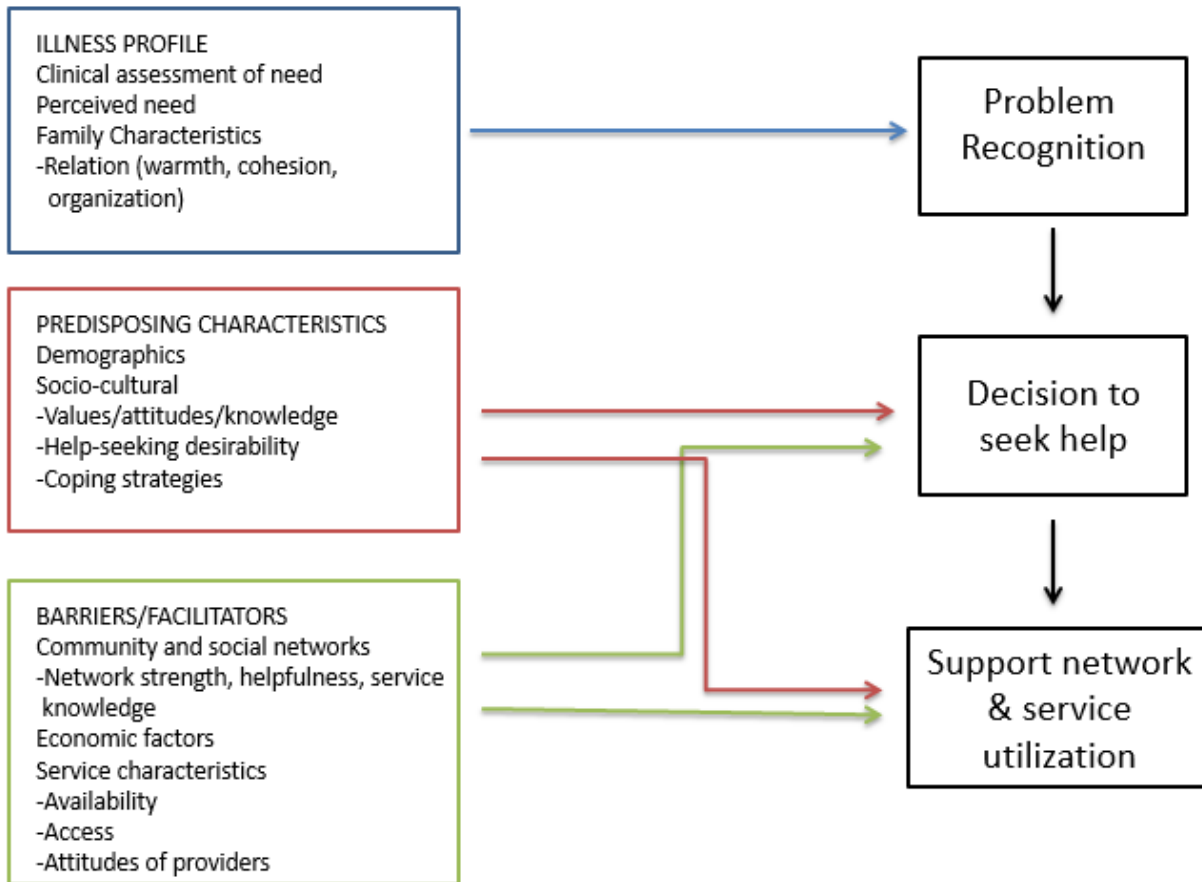 ILLNESS PROFILE
Clinical assessment of need
Perceived need
Family Characteristics
-Relation (warmth, cohesion,
organization)
Problem
Recognition
PREDISPOSING CHARACTERISTICS
Demographics
Socio-cultural
-Values/attitudes/knowledge
-Help-seeking desirability
-Coping strategies
Decision to
seek help
BARRIERS/FACILITATORS
Community and social networks
-Network strength, helpfulness, service
knowledge
Economic factors
Service characteristics
-Availability
-Access
-Attitudes of providers
Support network
& service
utilization